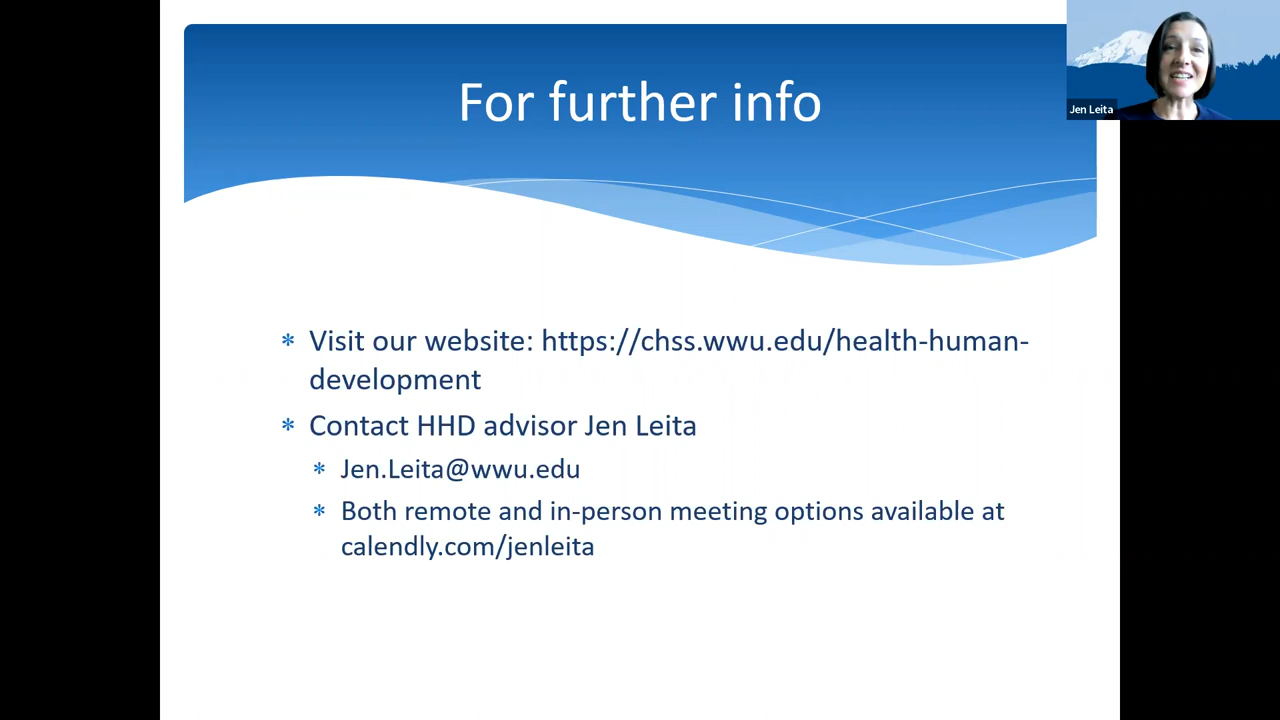 For further info
Jen Leita
* Visit our website: https://chss.wwu.edu/health-human-
development
* Contact HHD advisor Jen Leita
* Jen.Leita@wwu.edu
* Both remote and in-person meeting options available at
calendly.com/jenleita